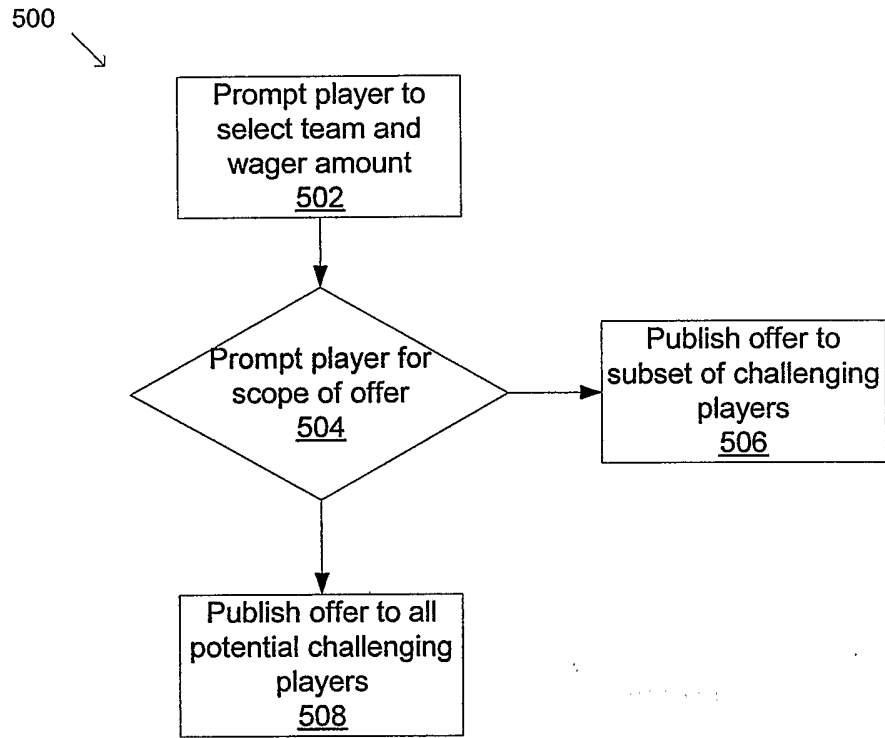 500
Prompt player to
select team and
wager amount
502
Prompt player for
scope of offer
504
Publish offer to
subset of challenging
players
506
Publish offer to all
potential challenging
players
508